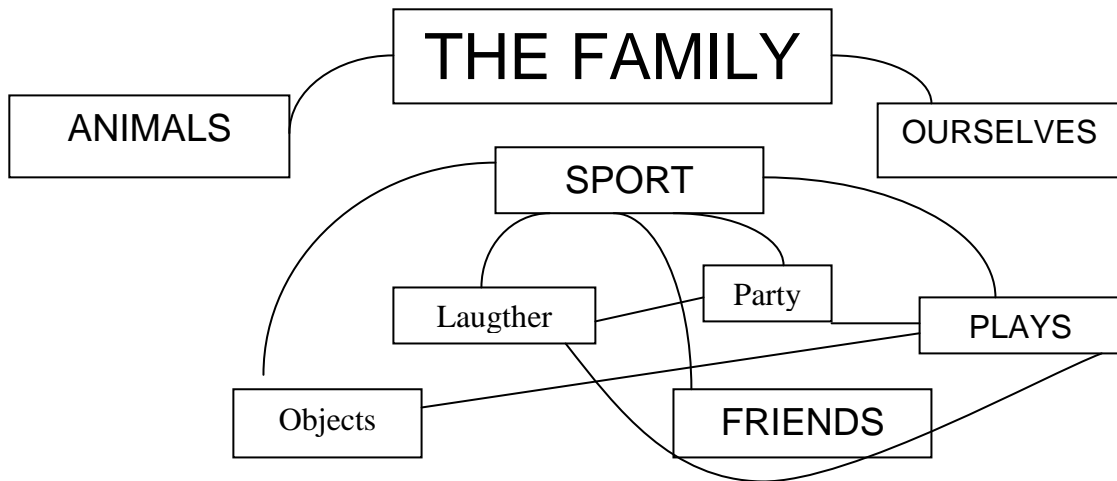 THE FAMILY
ANIMALS
OURSELVES
SPORT
Laugther
Party
PLAYS
Objects
FRIENDS